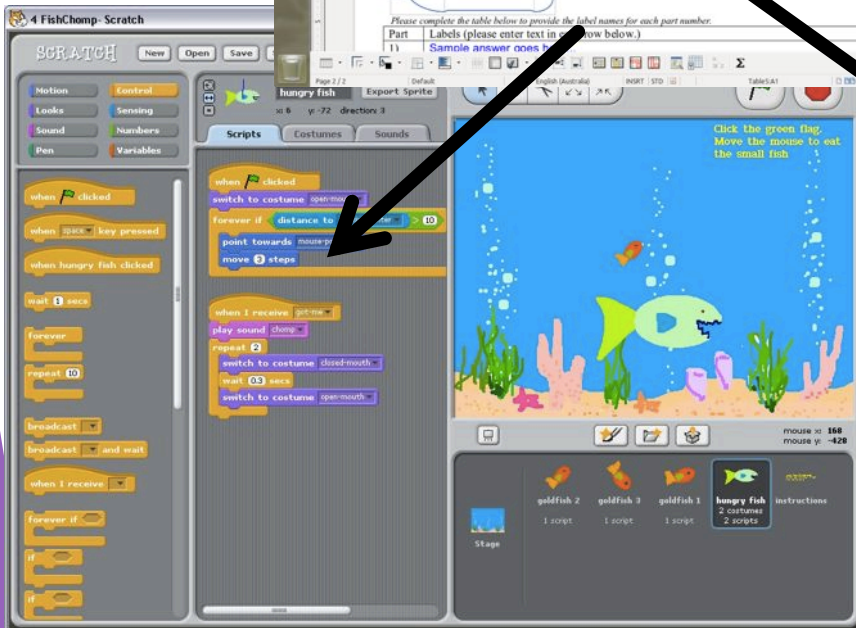 4 FishChomp- Scratch
Please complete the table below to provide the label names for each part number.
Part Labels (please enter text in row below.)
1) Sample answer goes
Page 2 / 2 Default English (Australia) INSRT STD Table5:A1
SCRATCH New Open Save
Motion Control
Looks Sensing
Sound Numbers
Pen Variables
hungry fish Export Sprite
x: 6 y: -72 direction: 3
Scripts Costumes Sounds
when clicked
when space key pressed
when hungry fish clicked
wait 1 secs
forever
repeat 10
broadcast
broadcast and wait
when I receive
forever if
if
if
when clicked
switch to costume
forever if distance to > 10
point towards
move 3 steps
when I receive got-me
play sound chomp
repeat 2
switch to costume closed-mouth
wait 0.3 secs
switch to costume open-mouth
Click the green flag.
Move the mouse to eat
the small fish
mouse x: 168
mouse y: -428
Stage
goldfish 2
1 script
goldfish 3
1 script
goldfish 1
1 script
hungry fish
2 costumes
2 scripts
instructions